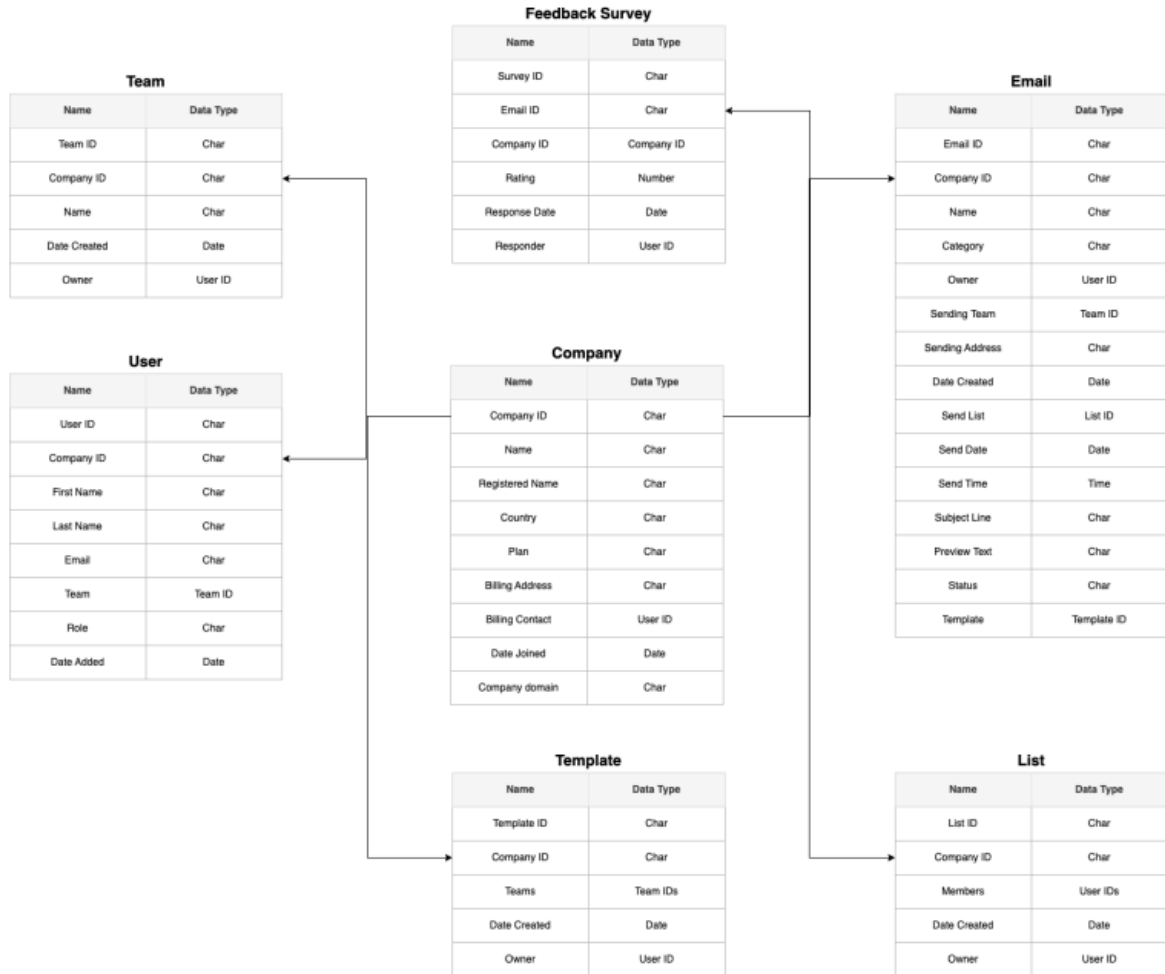 Feedback Survey
Name Data Type
Survey ID Char
Email ID Char
Company ID Company ID
Rating Number
Response Date Date
Responder User ID
Team
Name Data Type
Team ID Char
Company ID Char
Name Char
Date Created Date
Owner User ID
Email
Name Data Type
Email ID Char
Company ID Char
Name Char
Category Char
Owner User ID
Sending Team Team ID
Sending Address Char
Date Created Date
Send List List ID
Send Date Date
Send Time Time
Subject Line Char
Preview Text Char
Status Char
Template Template ID
User
Name Data Type
User ID Char
Company ID Char
First Name Char
Last Name Char
Email Char
Team Team ID
Role Char
Date Added Date
Company
Name Data Type
Company ID Char
Name Char
Registered Name Char
Country Char
Plan Char
Billing Address Char
Billing Contact User ID
Date Joined Date
Company domain Char
Template
Name Data Type
Template ID Char
Company ID Char
Teams Team IDs
Date Created Date
Owner User ID
List
Name Data Type
List ID Char
Company ID Char
Members User IDs
Date Created Date
Owner User ID